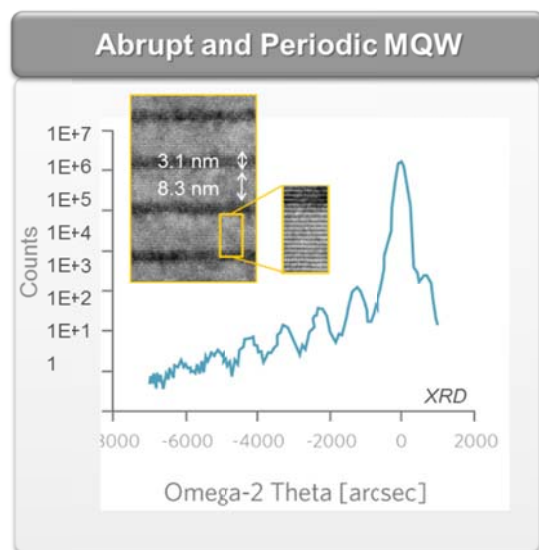 Abrupt and Periodic MQW
1E+7
1E+6
1E+5
1E+4
1E+3
1E+2
1E+1
1
Counts
3.1 nm
8.3 nm
XRD
3000 -6000 -4000 -2000 0 2000
Omega-2 Theta [arcsec]